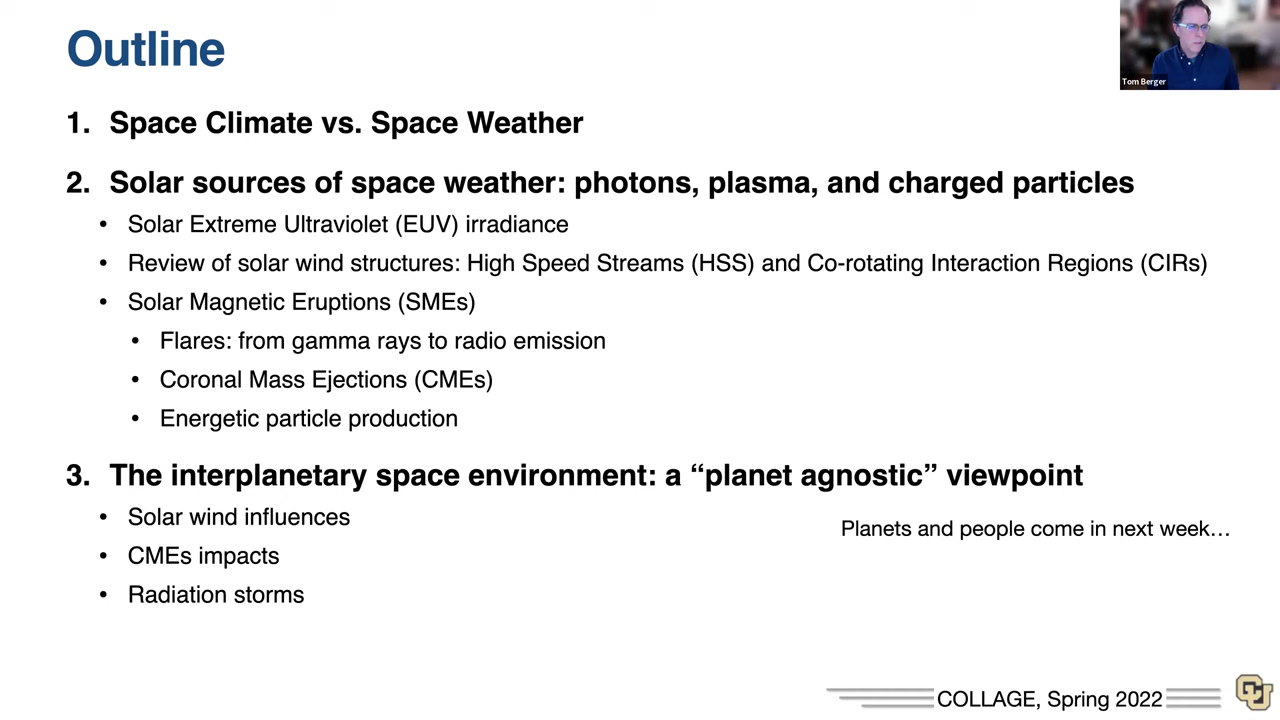 Outline
Tom Berger
1. Space Climate vs. Space Weather
2. Solar sources of space weather: photons, plasma, and charged particles
• Solar Extreme Ultraviolet (EUV) irradiance
• Review of solar wind structures: High Speed Streams (HSS) and Co-rotating Interaction Regions (CIRs)
• Solar Magnetic Eruptions (SMEs)
• Flares: from gamma rays to radio emission
• Coronal Mass Ejections (CMEs)
• Energetic particle production
3. The interplanetary space environment: a “planet agnostic” viewpoint
• Solar wind influences
Planets and people come in next week…
• CMEs impacts
• Radiation storms
COLLAGE, Spring 2022
CU